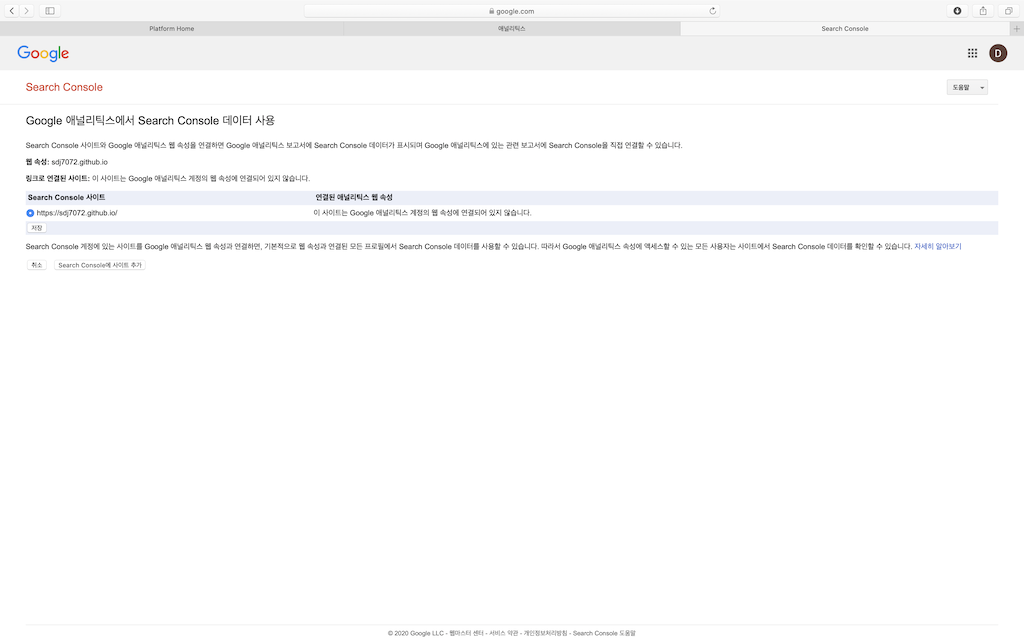 google.com
Platform Home
애널리틱스
Search Console
Google
D
Search Console
도움말
Google 애널리틱스에서 Search Console 데이터 사용
Search Console 사이트와 Google 애널리틱스 웹 속성을 연결하면 Google 애널리틱스 보고서에 Search Console 데이터가 표시되며 Google 애널리틱스에 있는 관련 보고서에 Search Console을 직접 연결할 수 있습니다.
웹 속성: sdj7072.github.io
링크로 연결된 사이트: 이 사이트는 Google 애널리틱스 계정의 웹 속성에 연결되어 있지 않습니다.
Search Console 사이트 연결된 애널리틱스 웹 속성
https://sdj7072.github.io/ 이 사이트는 Google 애널리틱스 계정의 웹 속성에 연결되어 있지 않습니다.
저장
Search Console 계정에 있는 사이트를 Google 애널리틱스 웹 속성과 연결하면, 기본적으로 웹 속성과 연결된 모든 프로필에서 Search Console 데이터를 사용할 수 있습니다. 따라서 Google 애널리틱스 속성에 액세스할 수 있는 모든 사용자는 사이트에서 Search Console 데이터를 확인할 수 있습니다. 자세히 알아보기
취소 Search Console에 사이트 추가
© 2020 Google LLC - 웹마스터 센터 - 서비스 약관 - 개인정보처리방침 - Search Console 도움말